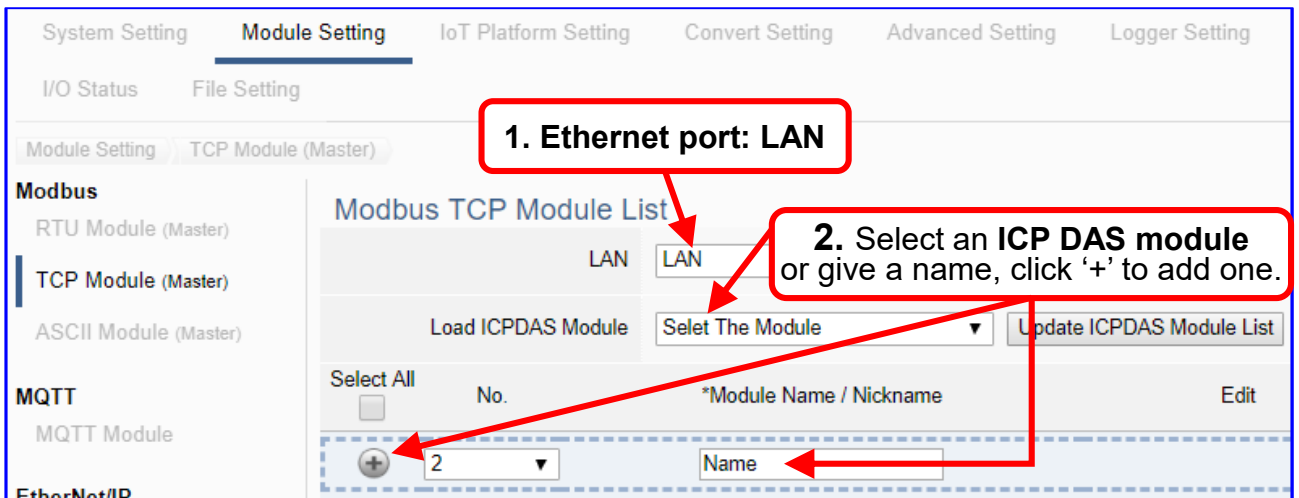 System Setting Module Setting IoT Platform Setting Convert Setting Advanced Setting Logger Setting
I/O Status File Setting
1. Ethernet port: LAN
Module Setting TCP Module (Master)
Modbus
RTU Module (Master)
TCP Module (Master)
ASCII Module (Master)
MQTT
MQTT Module
EtherNet/IP
Modbus TCP Module List
2. Select an ICP DAS module
or give a name, click ‘+’ to add one.
LAN LAN
Load ICPDAS Module Selet The Module ▼ Update ICPDAS Module List
Select All No. *Module Name / Nickname Edit
+ 2 ▼ Name